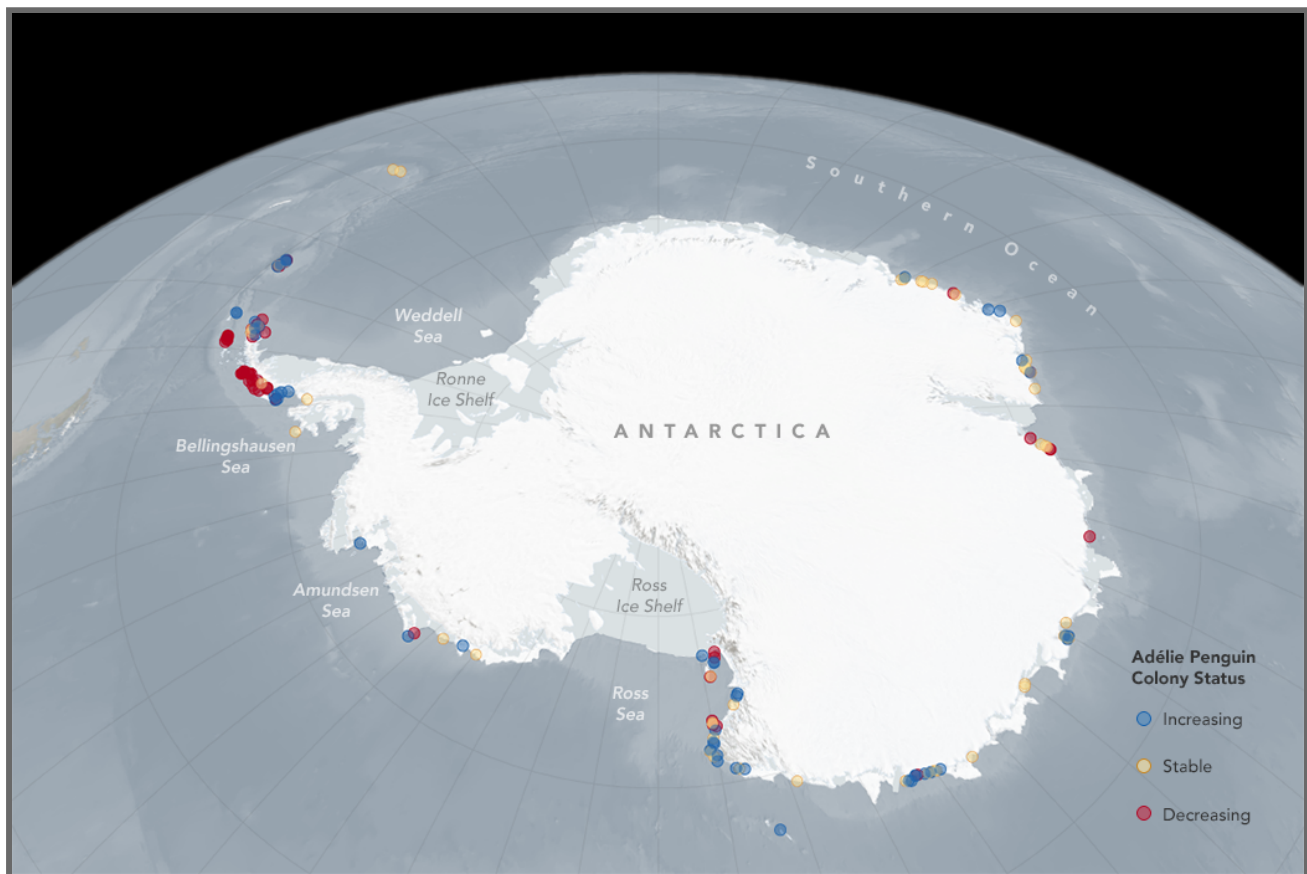 Southern Ocean
Weddell
Sea
Ronne
Ice Shelf
ANTARCTICA
Bellingshausen
Sea
Amundsen
Sea
Ross
Ice Shelf
Ross
Sea
Adélie Penguin
Colony Status
Increasing
Stable
Decreasing